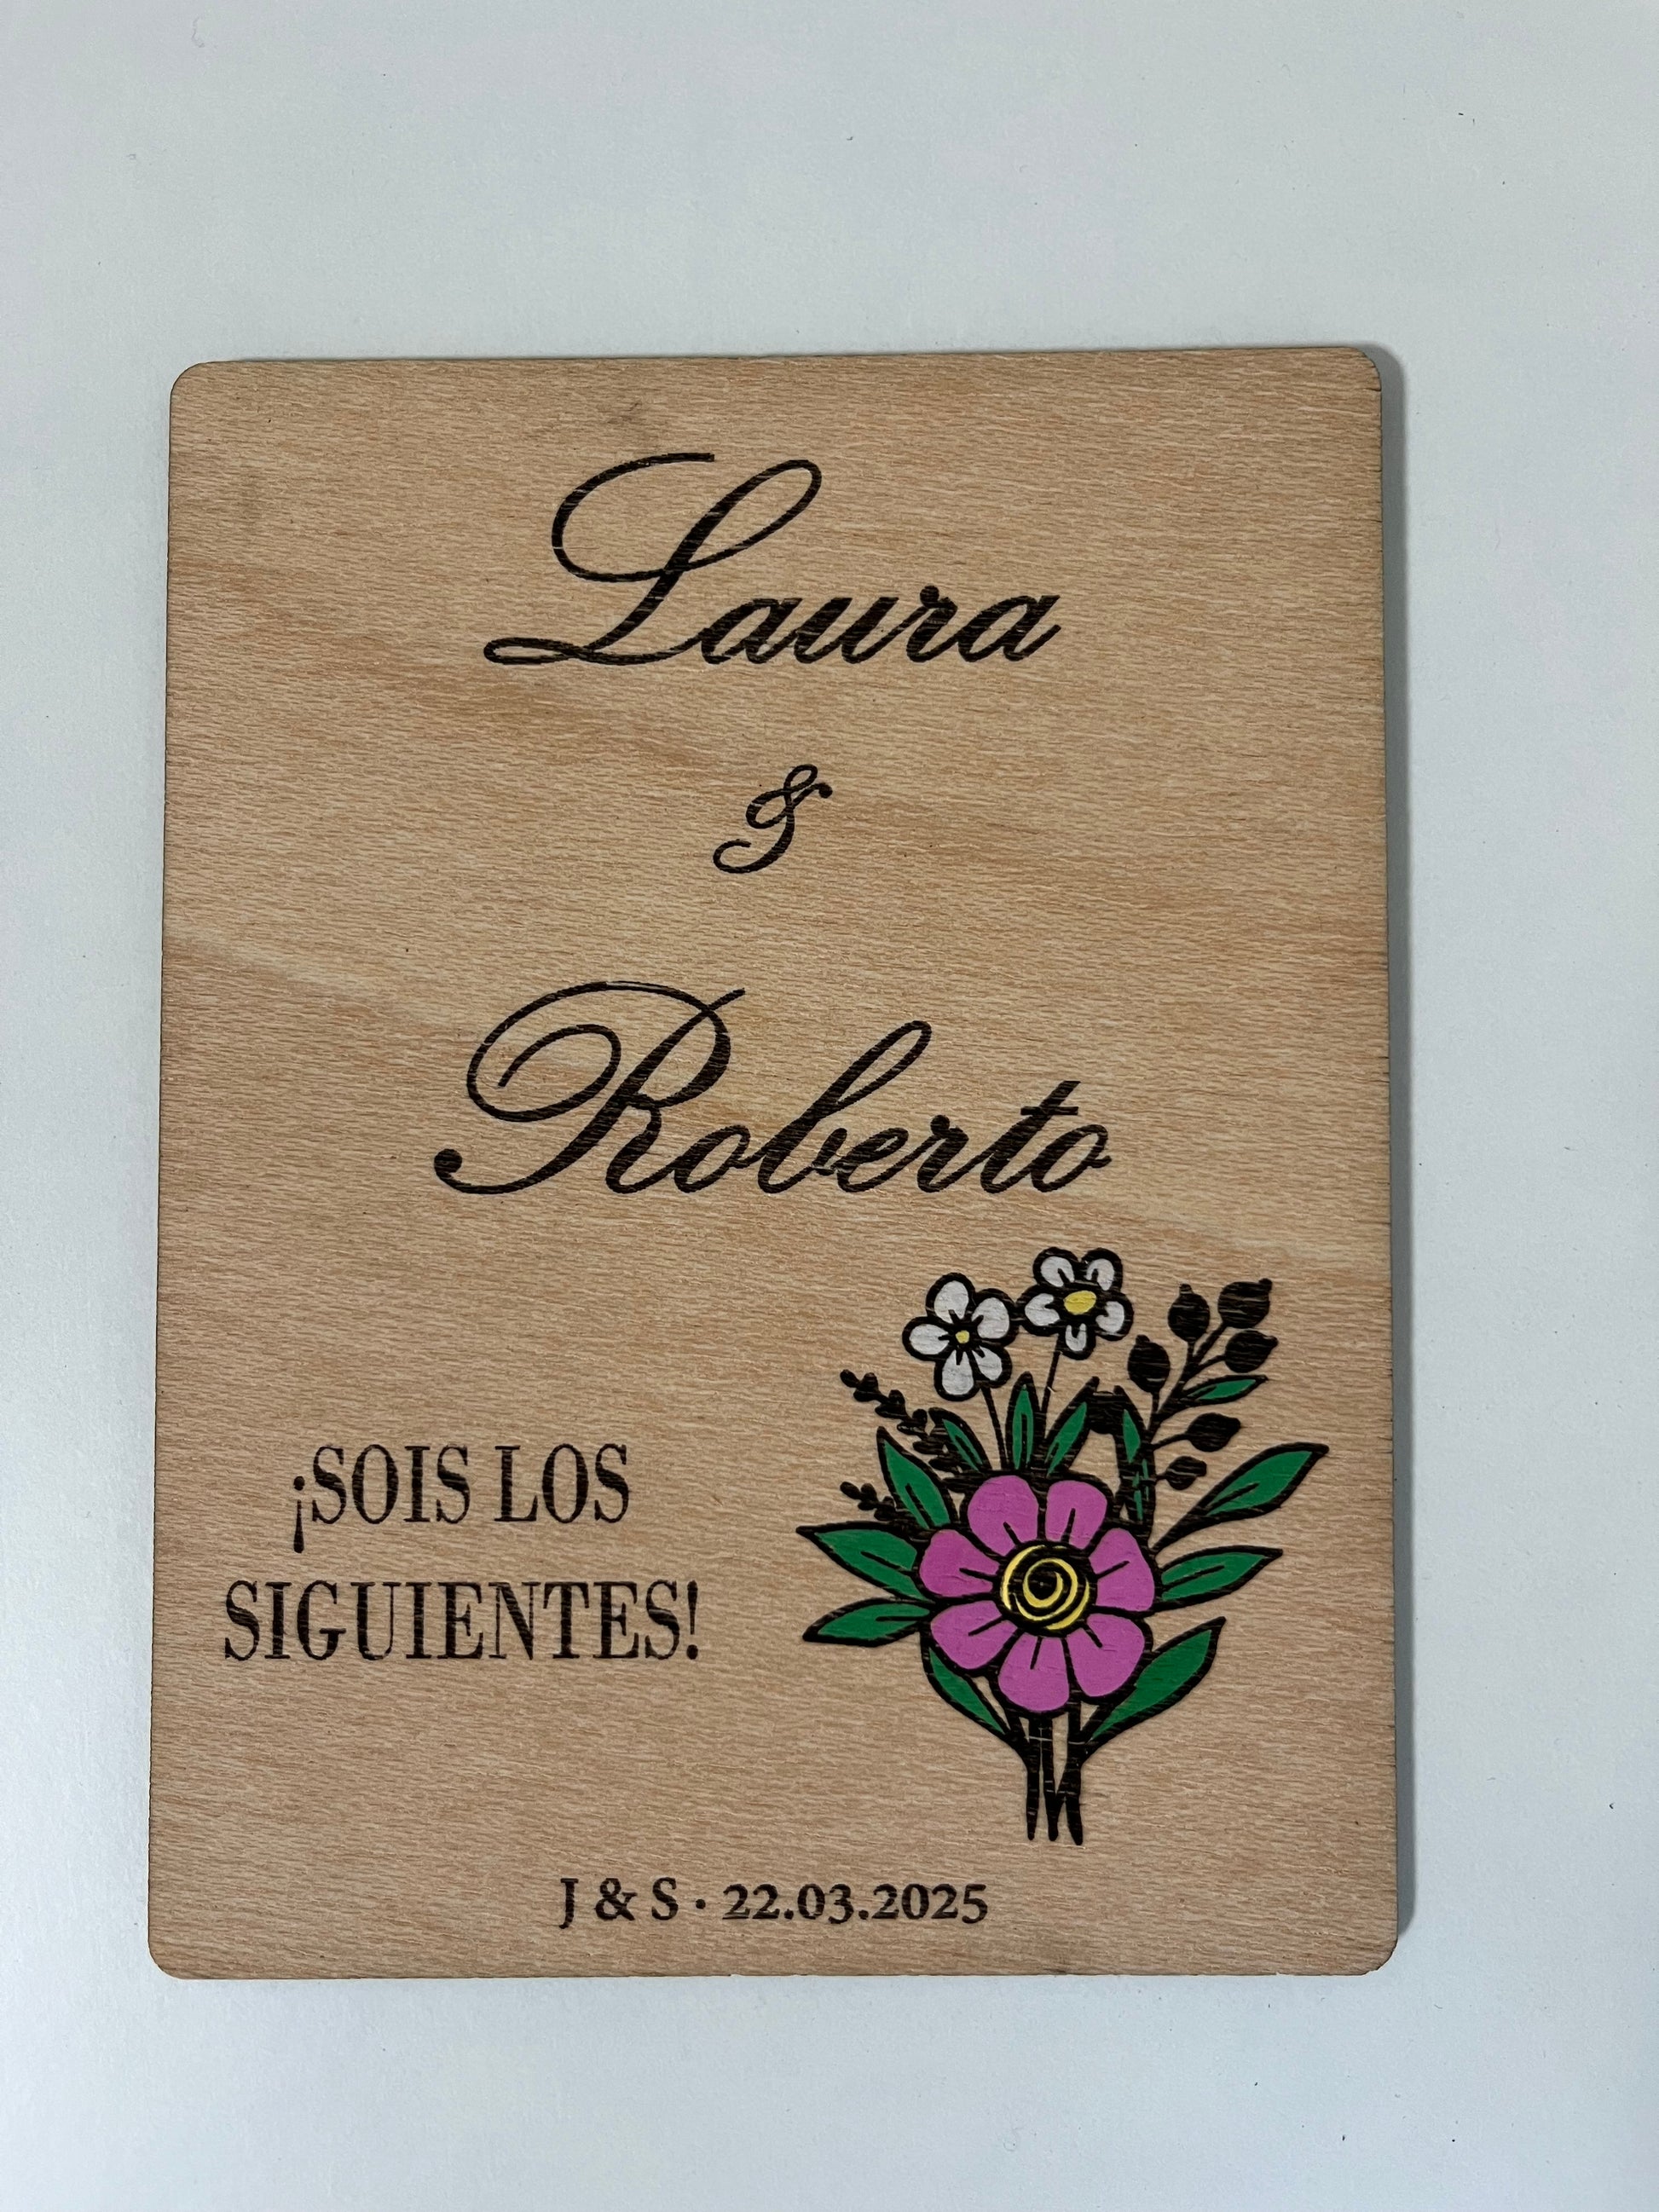 Laura
&
Roberto
¡SOIS LOS
SIGUIENTES!
J & S · 22.03.2025